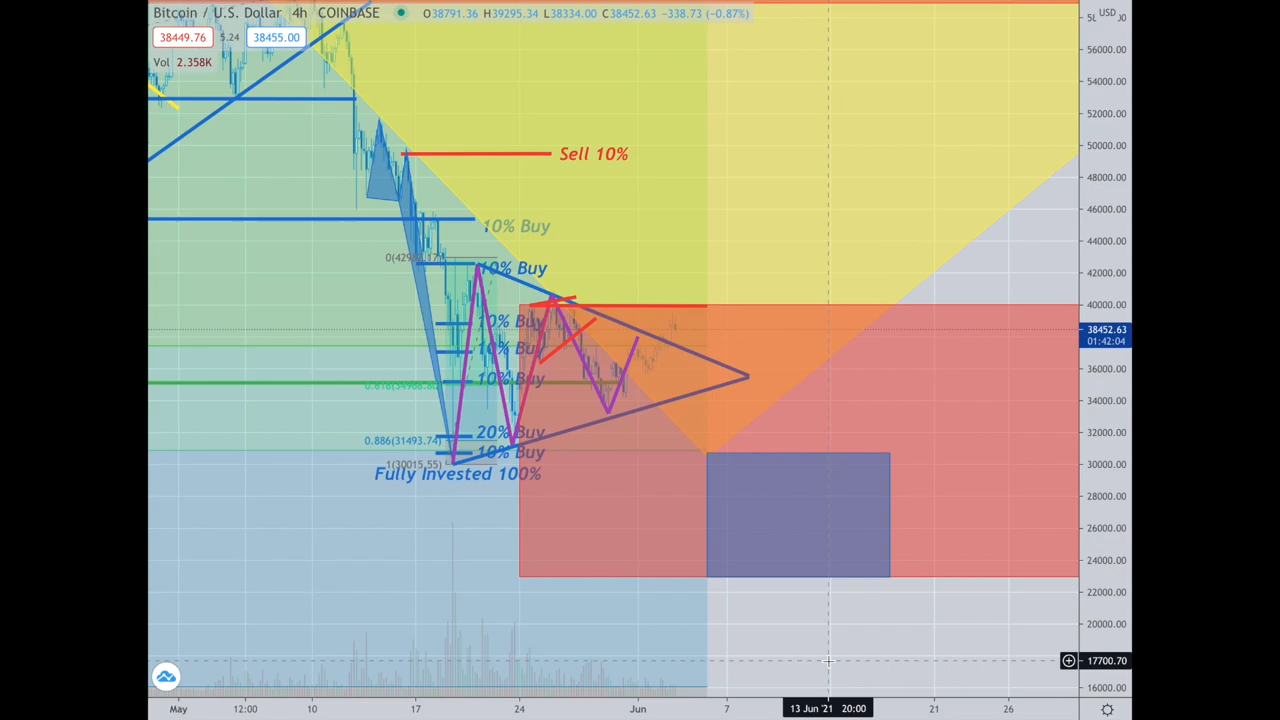 Bitcoin / U.S. Dollar 4h COINBASE O38791.36 H39295.34 L38334.00 C38452.63 −338.73 (−0.87%)
USD
38449.76 5.24 38455.00
Vol 2.358K
56000.00
54000.00
52000.00
50000.00
Sell 10%
48000.00
46000.00
10% Buy
44000.00
10% Buy
42000.00
40000.00
10% Buy
38452.63
01:42:04
10% Buy
36000.00
10% Buy
34000.00
20% Buy
32000.00
0.886(31493.74)
10% Buy
1(30015.55)
30000.00
Fully Invested 100%
28000.00
26000.00
24000.00
22000.00
20000.00
17700.70
16000.00
May 12:00 10 17 24 Jun 7 13 Jun '21 20:00 21 26